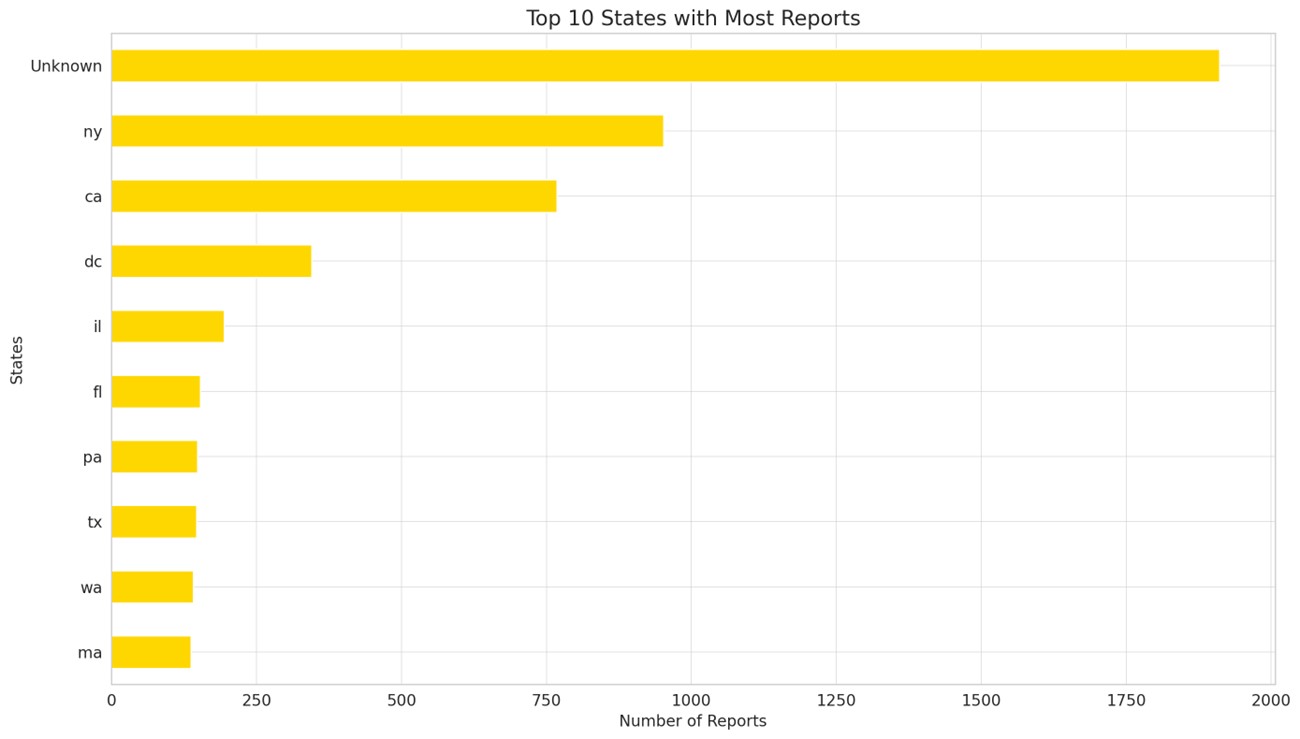 Top 10 States with Most Reports
Unknown
ny
ca
dc
il
fl
pa
tx
wa
ma
States
0 250 500 750 1000 1250 1500 1750 2000
Number of Reports